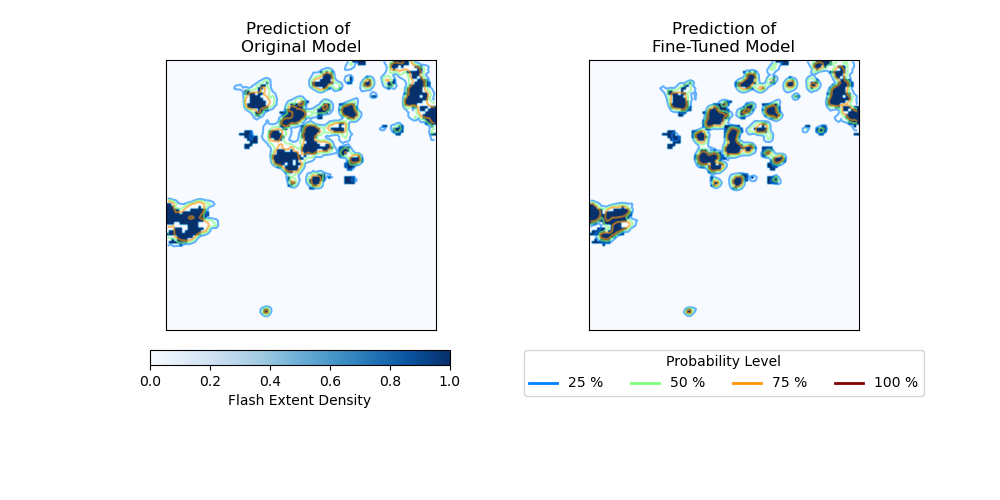 Prediction of
Original Model
Prediction of
Fine-Tuned Model
0.0 0.2 0.4 0.6 0.8 1.0
Flash Extent Density
Probability Level
25 % 50 % 75 % 100 %